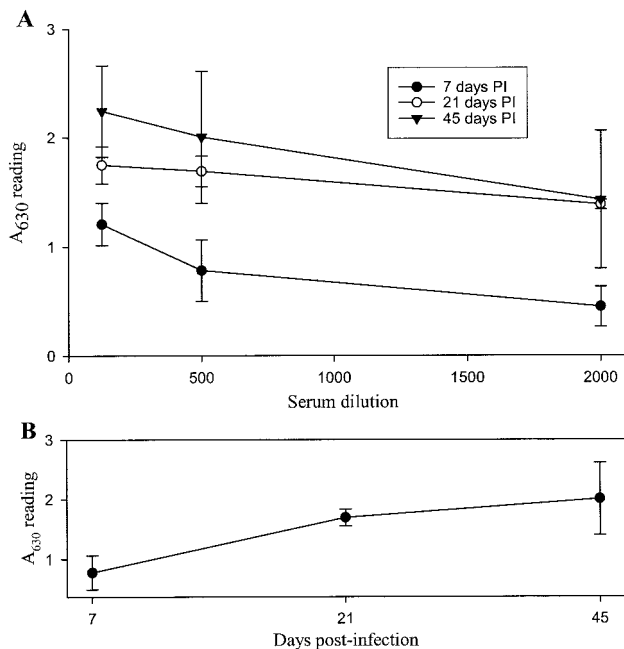 A
3
2
1
0
A630 reading
7 days PI
21 days PI
45 days PI
0
500
1000
1500
2000
Serum dilution
B
3
2
1
A630 reading
7
21
45
Days post-infection